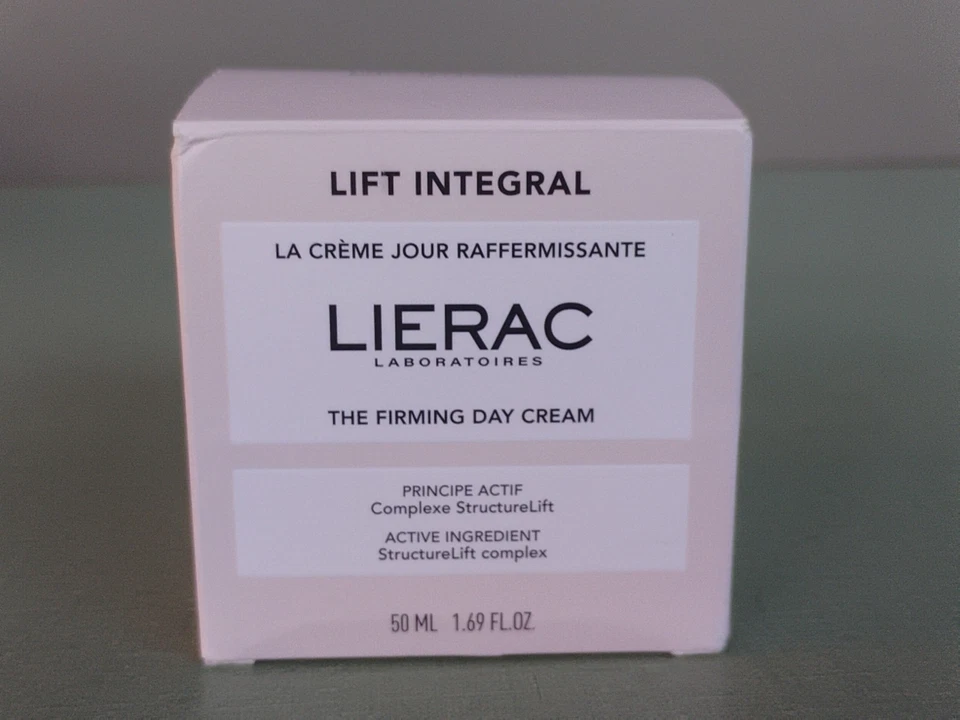 LIFT INTEGRAL
LA CRÈME JOUR RAFFERMISSANTE
LIERAC
LABORATOIRES
THE FIRMING DAY CREAM
PRINCIPE ACTIF
Complexe StructureLift
ACTIVE INGREDIENT
StructureLift complex
50 ML 1.69 FL.OZ.